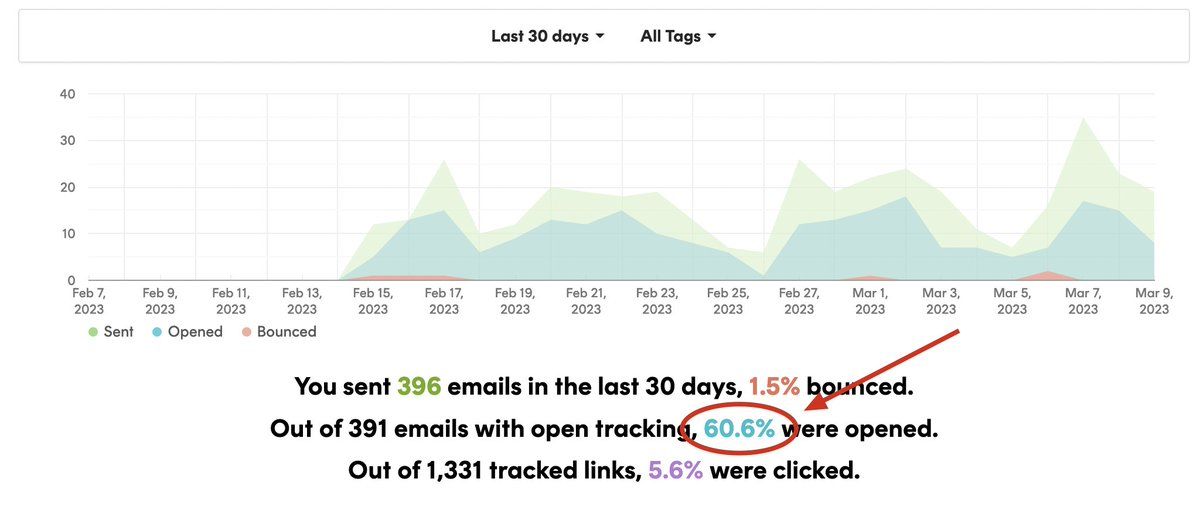 Last 30 days All Tags
40
30
20
10
0
Feb 7, Feb 9, Feb 11, Feb 13, Feb 15, Feb 17, Feb 19, Feb 21, Feb 23, Feb 25, Feb 27, Mar 1, Mar 3, Mar 5, Mar 7, Mar 9,
2023 2023 2023 2023 2023 2023 2023 2023 2023 2023 2023 2023 2023 2023 2023 2023
Sent Opened Bounced
You sent 396 emails in the last 30 days, 1.5% bounced.
Out of 391 emails with open tracking, 60.6% were opened.
Out of 1,331 tracked links, 5.6% were clicked.